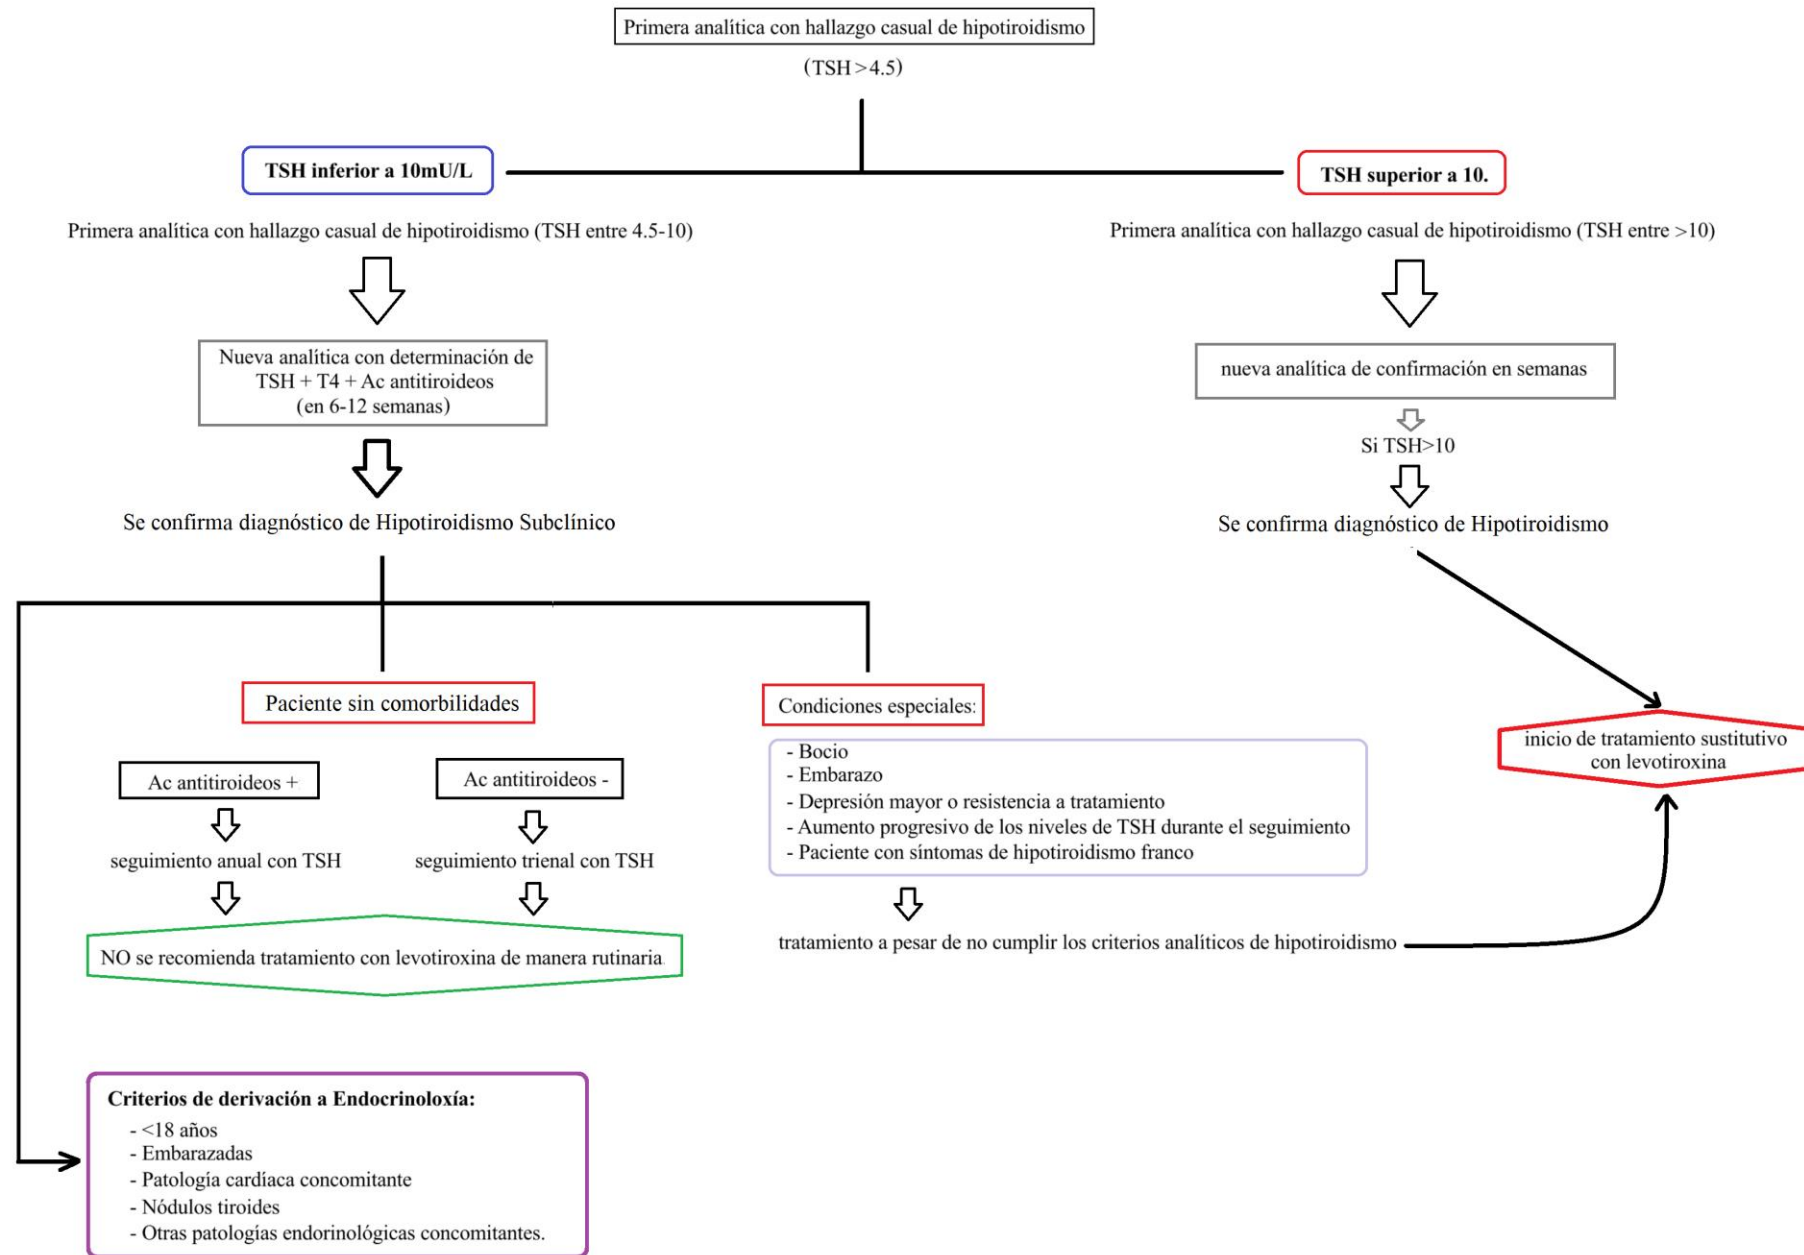 Primera analítica con hallazgo casual de hipotiroidismo
(TSH>4.5)
TSH inferior a 10mU/L
TSH superior a 10.
Primera analítica con hallazgo casual de hipotiroidismo (TSH entre 4.5-10)
Primera analítica con hallazgo casual de hipotiroidismo (TSH entre >10)
Nueva analítica con determinación de
TSH + T4 + Ac antitiroideos
(en 6-12 semanas)
nueva analítica de confirmación en semanas
Si TSH>10
Se confirma diagnóstico de Hipotiroidismo Subclínico
Se confirma diagnóstico de Hipotiroidismo
Paciente sin comorbilidades
Ac antitiroideos +
Ac antitiroideos -
seguimiento anual con TSH
seguimiento trienal con TSH
NO se recomienda tratamiento con levotiroxina de manera rutinaria.
Condiciones especiales:
- Bocio
- Embarazo
- Depresión mayor o resistencia a tratamiento
- Aumento progresivo de los niveles de TSH durante el seguimiento
- Paciente con síntomas de hipotiroidismo franco
tratamiento a pesar de no cumplir los criterios analíticos de hipotiroidismo
inicio de tratamiento sustitutivo
con levotiroxina
Criterios de derivación a Endocrinoloxía:
- <18 años
- Embarazadas
- Patología cardíaca concomitante
- Nódulos tiroides
- Otras patologías endorinológicas concomitantes.